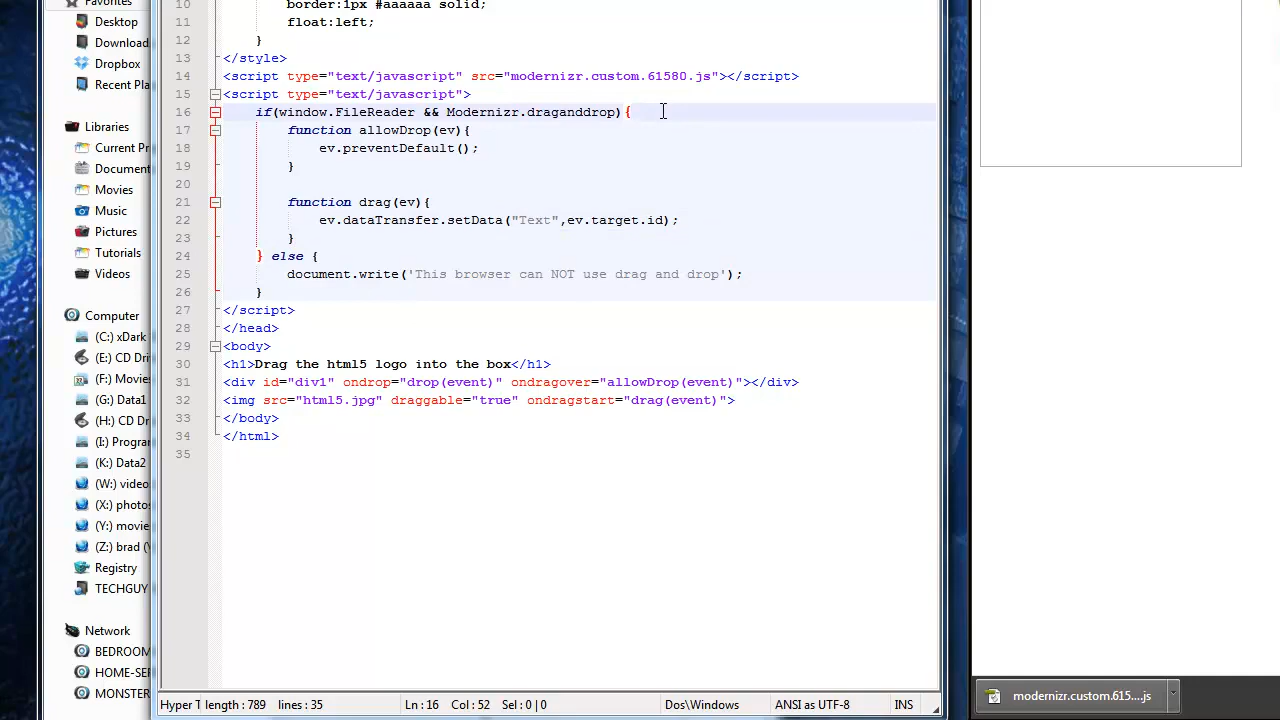 Favorites
Desktop
Download
Dropbox
Recent Pla
Libraries
Current Pr
Document
Movies
Music
Pictures
Tutorials
Videos
Computer
(C:) xDark
(E:) CD Dri
(F:) Movies
(G:) Data1
(H:) CD D
(I:) Program
(K:) Data2
(W:) video
(X:) photos
(Y:) movie
(Z:) brad (\
Registry
TECHGUY
Network
BEDROOM
HOME-SE
MONSTER
10 border:1px #aaaaaa solid;
11 float:left;
12 }
13 </style>
14 <script type="text/javascript" src="modernizr.custom.61580.js"></script>
15 <script type="text/javascript">
16 if(window.FileReader && Modernizr.draganddrop){
17 function allowDrop(ev){
18 ev.preventDefault();
19 }
20
21 function drag(ev){
22 ev.dataTransfer.setData("Text",ev.target.id);
23 }
24 } else {
25 document.write('This browser can NOT use drag and drop');
26 }
27 </script>
28 </head>
29 <body>
30 <h1>Drag the html5 logo into the box</h1>
31 <div id="div1" ondrop="drop(event)" ondragover="allowDrop(event)"></div>
32 <img src="html5.jpg" draggable="true" ondragstart="drag(event)">
33 </body>
34 </html>
35
Hyper T length : 789 lines : 35 Ln : 16 Col : 52 Sel : 0 | 0 Dos\Windows ANSI as UTF-8 INS
modernizr.custom.615....js